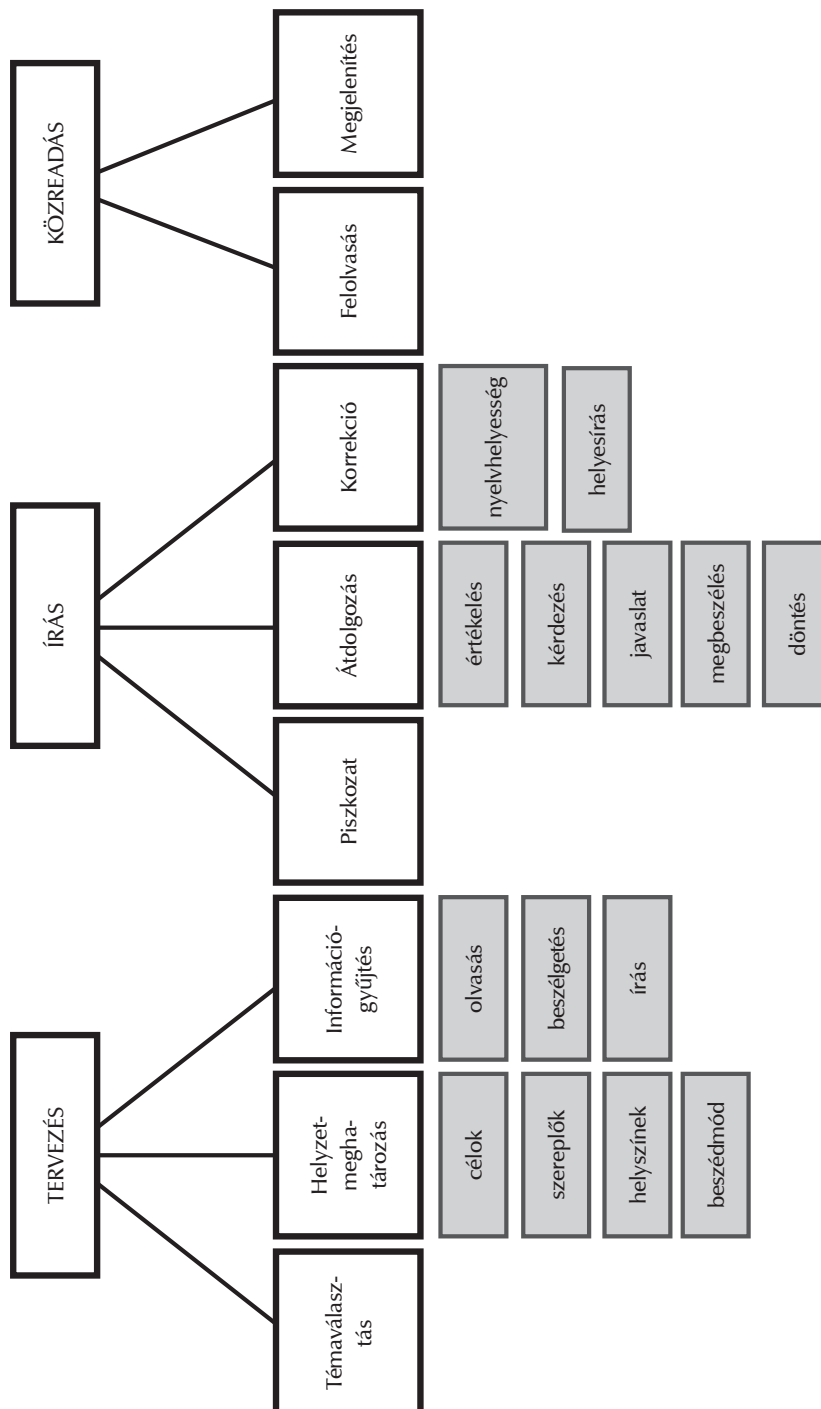 TERVEZÉS
Témaválasz-
tás
Helyzet-
megha-
tározás
célok
szereplők
helyszínek
beszédmód
Információ-
gyűjtés
olvasás
beszélgetés
írás
ÍRÁS
Piszkozat
Átdolgozás
értékelés
kérdezés
javaslat
megbeszélés
döntés
Korrekció
nyelvhelyesség
helyesírás
KÖZREADÁS
Felolvasás
Megjelenítés